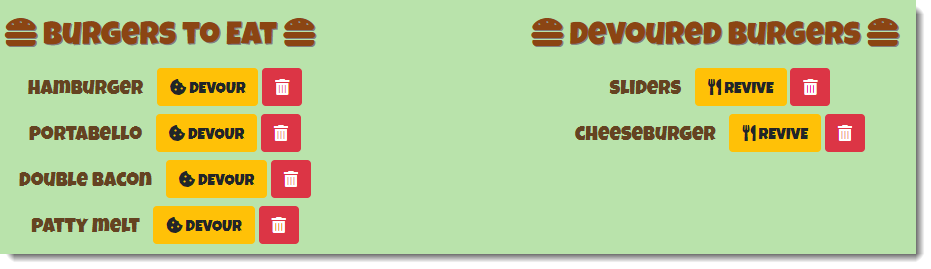 BURGERS TO EAT
HAMBURGER DEVOUR
PORTABELLO DEVOUR
DOUBLE BACON DEVOUR
PATTY MELT DEVOUR
DEVOURED BURGERS
SLIDERS REVIVE
CHEESEBURGER REVIVE